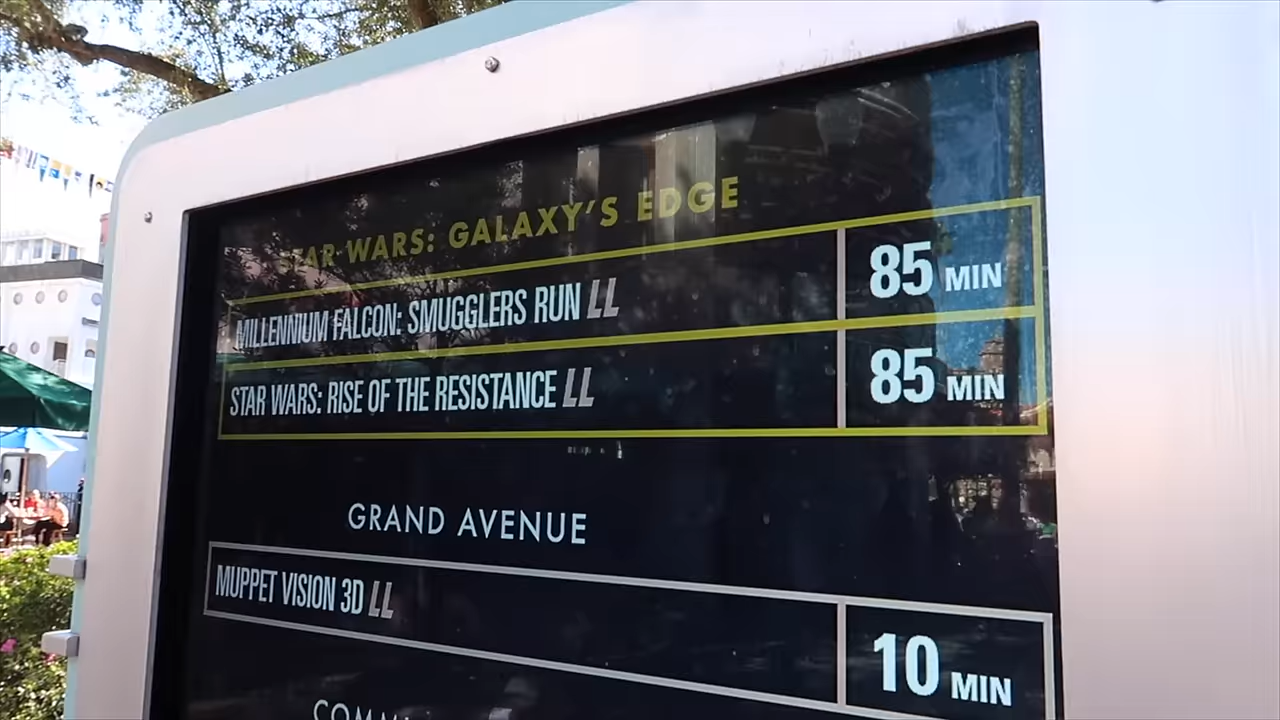 STAR WARS: GALAXY'S EDGE
MILLENNIUM FALCON: SMUGGLERS RUN LL 85 MIN
STAR WARS: RISE OF THE RESISTANCE LL 85 MIN
GRAND AVENUE
MUPPET VISION 3D LL 10 MIN